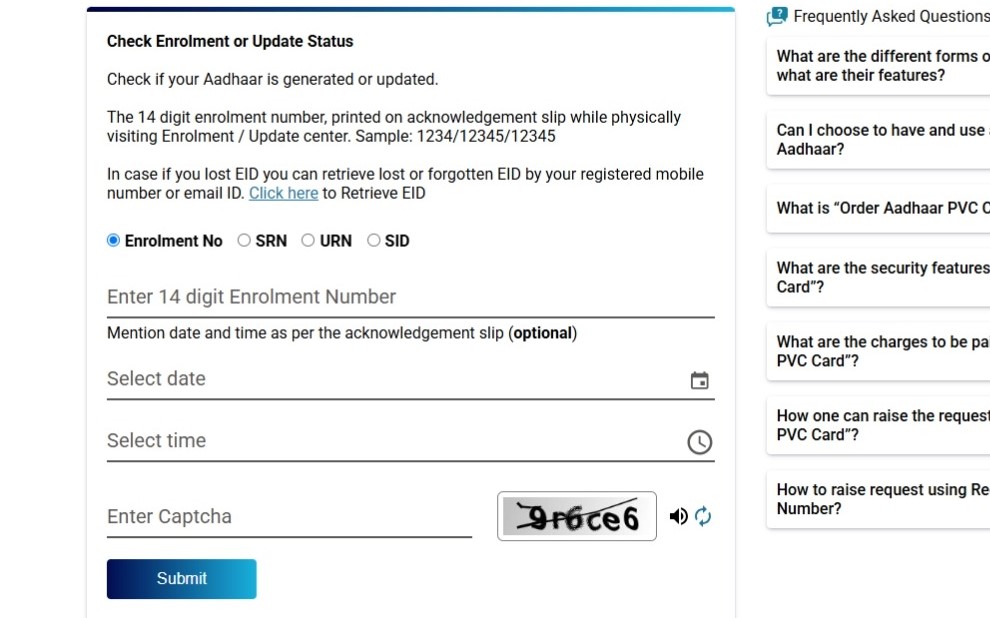 Check Enrolment or Update Status
Check if your Aadhaar is generated or updated.
The 14 digit enrolment number, printed on acknowledgement slip while physically
visiting Enrolment / Update center. Sample: 1234/12345/12345
In case if you lost EID you can retrieve lost or forgotten EID by your registered mobile
number or email ID. Click here to Retrieve EID
Enrolment No SRN URN SID
Enter 14 digit Enrolment Number
Mention date and time as per the acknowledgement slip (optional)
Select date
Select time
Enter Captcha
9r6ce6
Submit
Frequently Asked Questions
What are the different forms o
what are their features?
Can I choose to have and use
Aadhaar?
What is “Order Aadhaar PVC C
What are the security features
Card”?
What are the charges to be pa
PVC Card”?
How one can raise the request
PVC Card”?
How to raise request using Re
Number?